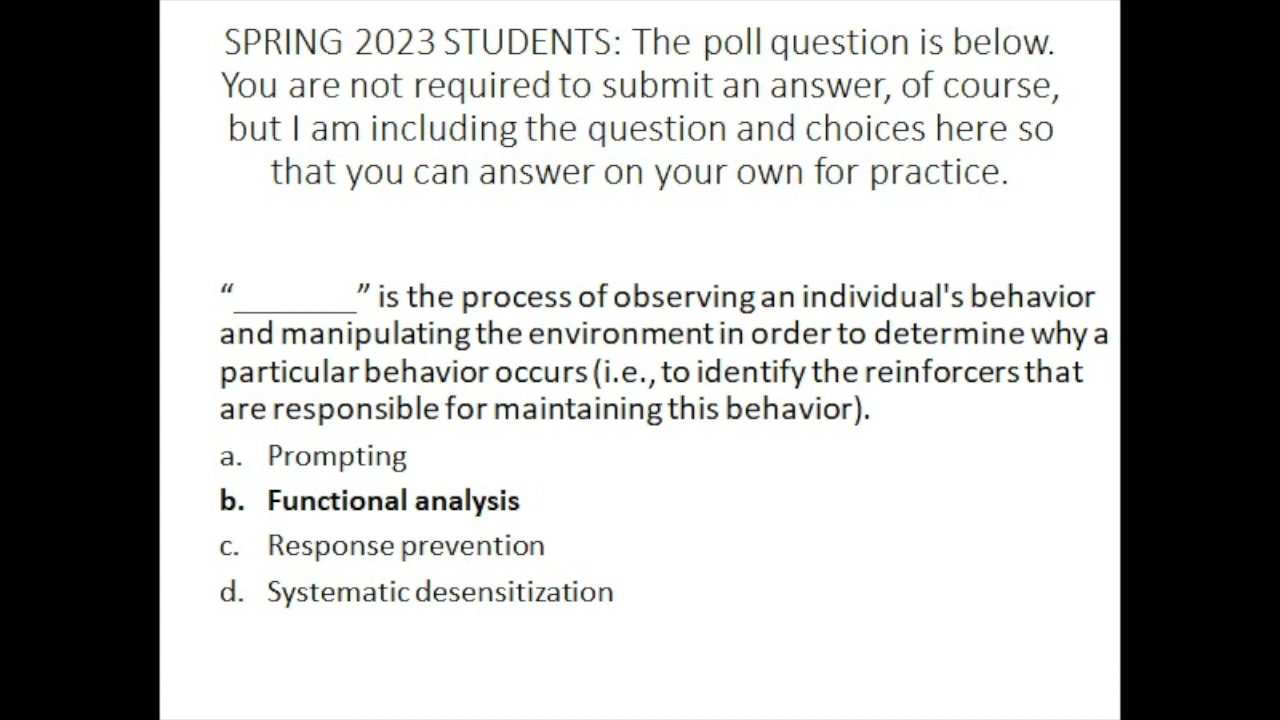 SPRING 2023 STUDENTS: The poll question is below.
You are not required to submit an answer, of course,
but I am including the question and choices here so
that you can answer on your own for practice.
“________” is the process of observing an individual's behavior
and manipulating the environment in order to determine why a
particular behavior occurs (i.e., to identify the reinforcers that
are responsible for maintaining this behavior).
a. Prompting
b. Functional analysis
c. Response prevention
d. Systematic desensitization